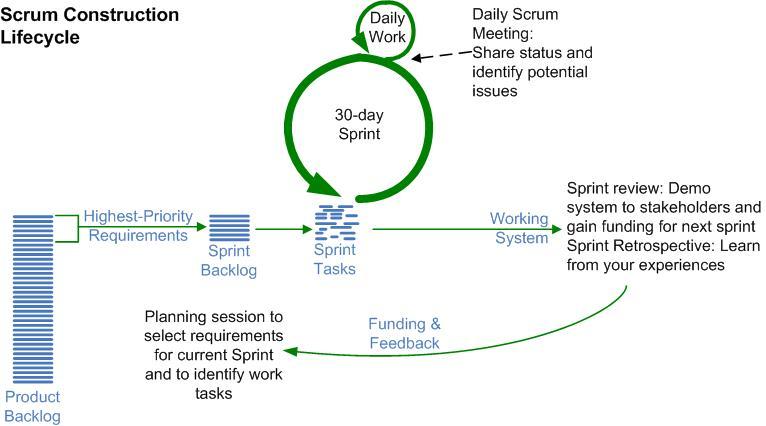 Scrum Construction
Lifecycle
Daily
Work
Daily Scrum
Meeting:
Share status and
identify potential
issues
30-day
Sprint
Highest-Priority
Requirements
Sprint
Backlog
Sprint
Tasks
Working
System
Sprint review: Demo
system to stakeholders and
gain funding for next sprint
Sprint Retrospective: Learn
from your experiences
Planning session to
select requirements
for current Sprint
and to identify work
tasks
Funding &
Feedback
Product
Backlog